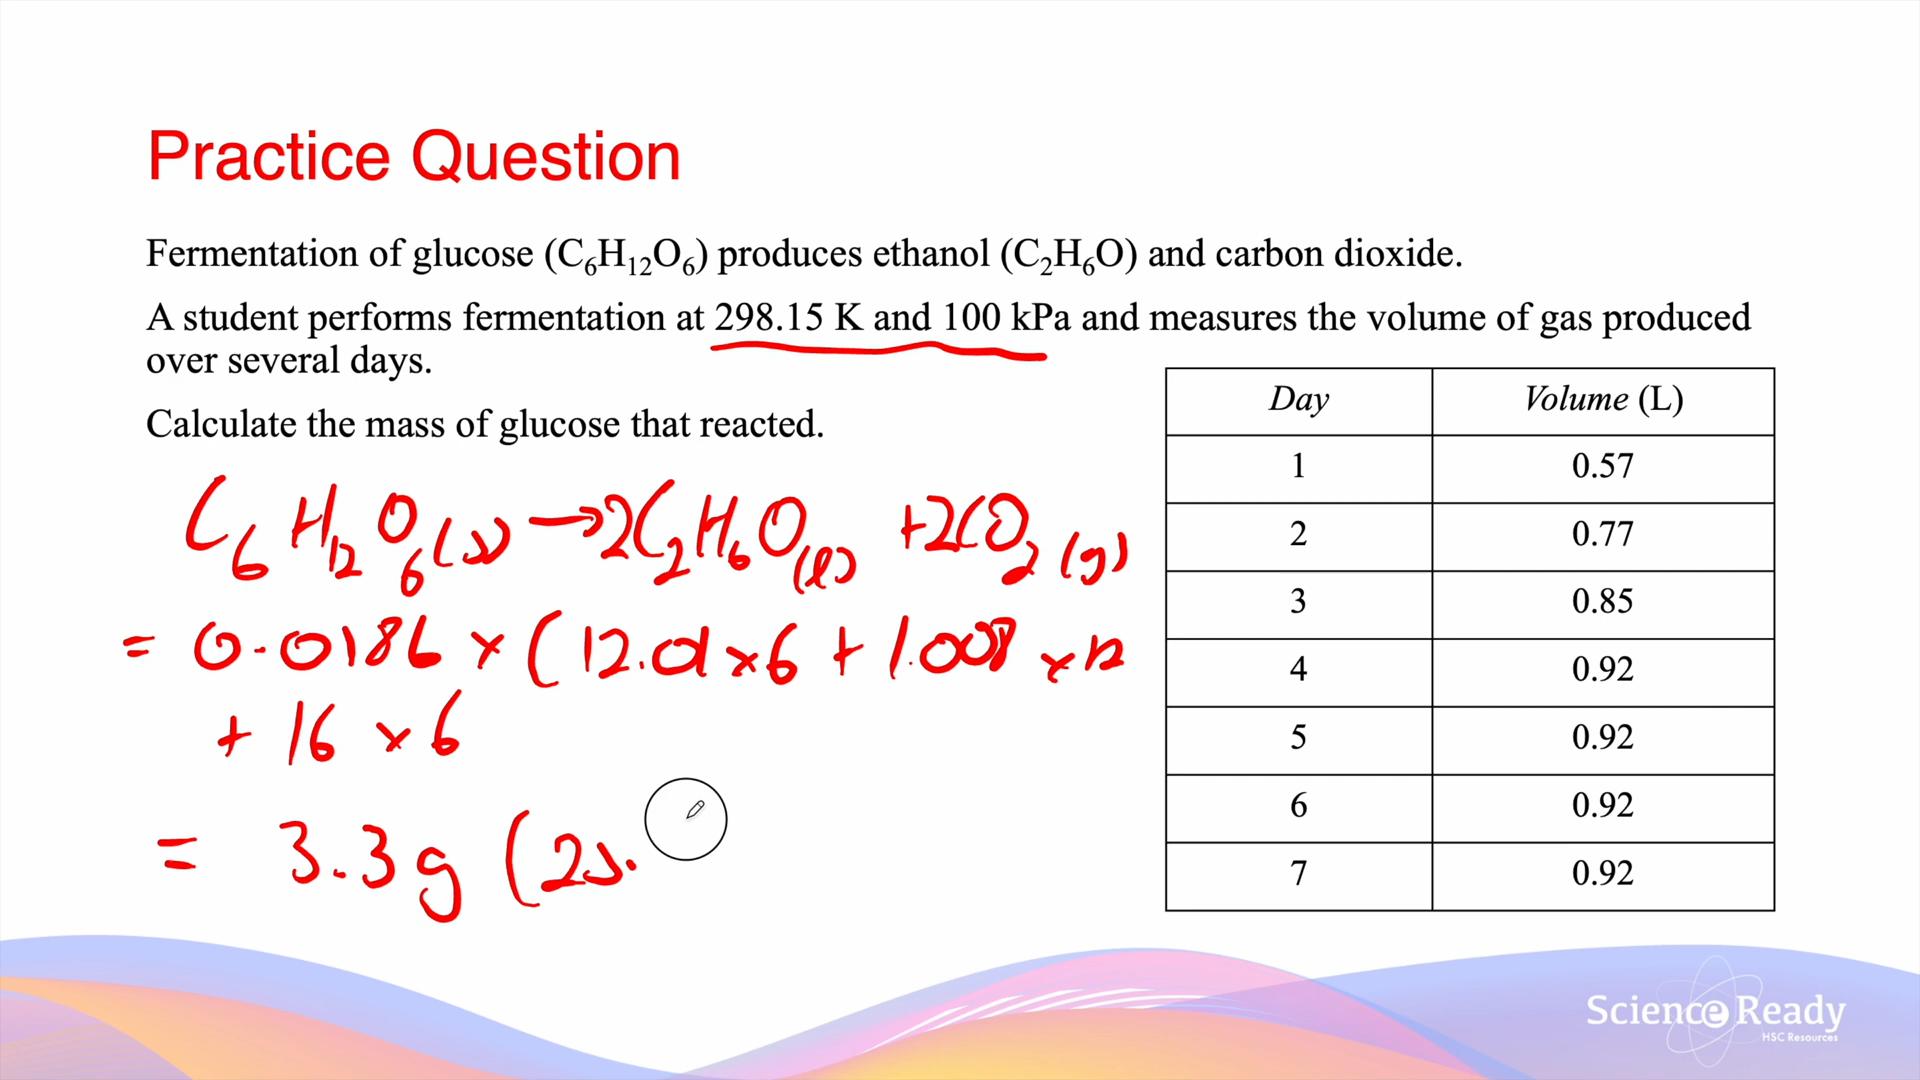 Practice Question
Fermentation of glucose (C₆H₁₂O₆) produces ethanol (C₂H₆O) and carbon dioxide.
A student performs fermentation at 298.15 K and 100 kPa and measures the volume of gas produced
over several days.
Calculate the mass of glucose that reacted.
C₆H₁₂O₆(s) → 2C₂H₆O(l) + 2CO₂(g)
= 0.0186 × (12.01 × 6 + 1.008 × 12
+ 16 × 6
= 3.3g (2s.
Day Volume (L)
1 0.57
2 0.77
3 0.85
4 0.92
5 0.92
6 0.92
7 0.92
Science Ready
HSC Resources